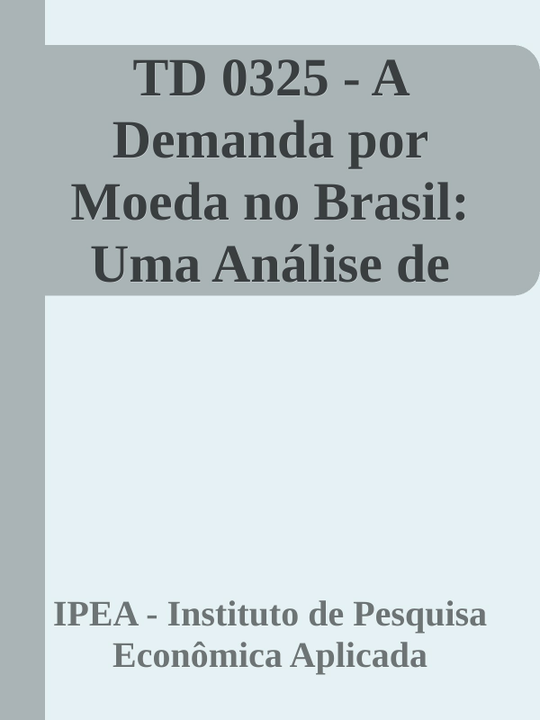 TD 0325 - A
Demanda por
Moeda no Brasil:
Uma Análise de
IPEA - Instituto de Pesquisa
Econômica Aplicada